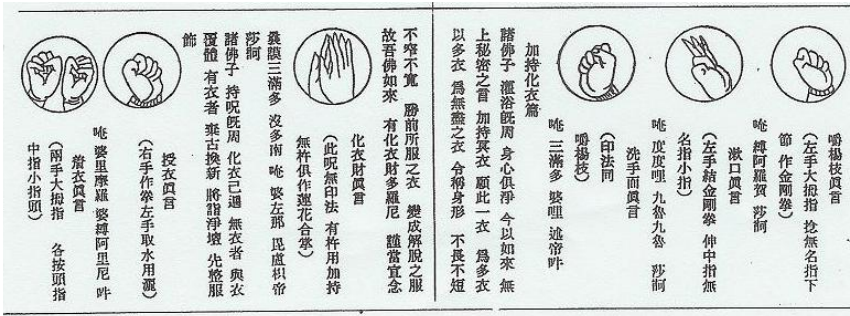 嚼楊枝眞言
(左手大拇指 捻無名指下
節 作金剛拳)
唵 縛阿羅賀 莎訶
漱口眞言
(左手結金剛拳 伸中指無
名指小指)
唵 度度哩 九魯九魯 莎訶
洗手面眞言
(印法同
嚼楊枝)
唵 三滿多 婆哩 述帝吽
加持化衣篇
諸佛子 灌浴旣周 身心俱淨 今以如來 無
上秘密之言 加持冥衣 願此一衣 爲多衣
以多衣 爲無盡之衣 令稱身形 不長不短
不窄不寬 勝前所服之衣 變成解脫之服
故吾佛如來 有化衣財多羅尼 謹當宣念
化衣財眞言
(此呪無印法 有杵用加持
無杵俱作蓮花合掌)
曩謨三滿多 沒多南 唵 婆左那 毘盧枳帝
莎訶
諸佛子 持呪旣周 化衣已遍 無衣者 與衣
覆體 有衣者 棄古換新 將詣淨壇 先整服
飾
授衣眞言
(右手作拳左手取水用灑)
唵 婆里摩羅 婆縛阿里尼 吽
着衣眞言
(兩手大拇指 各按頭指
中指小指頭)